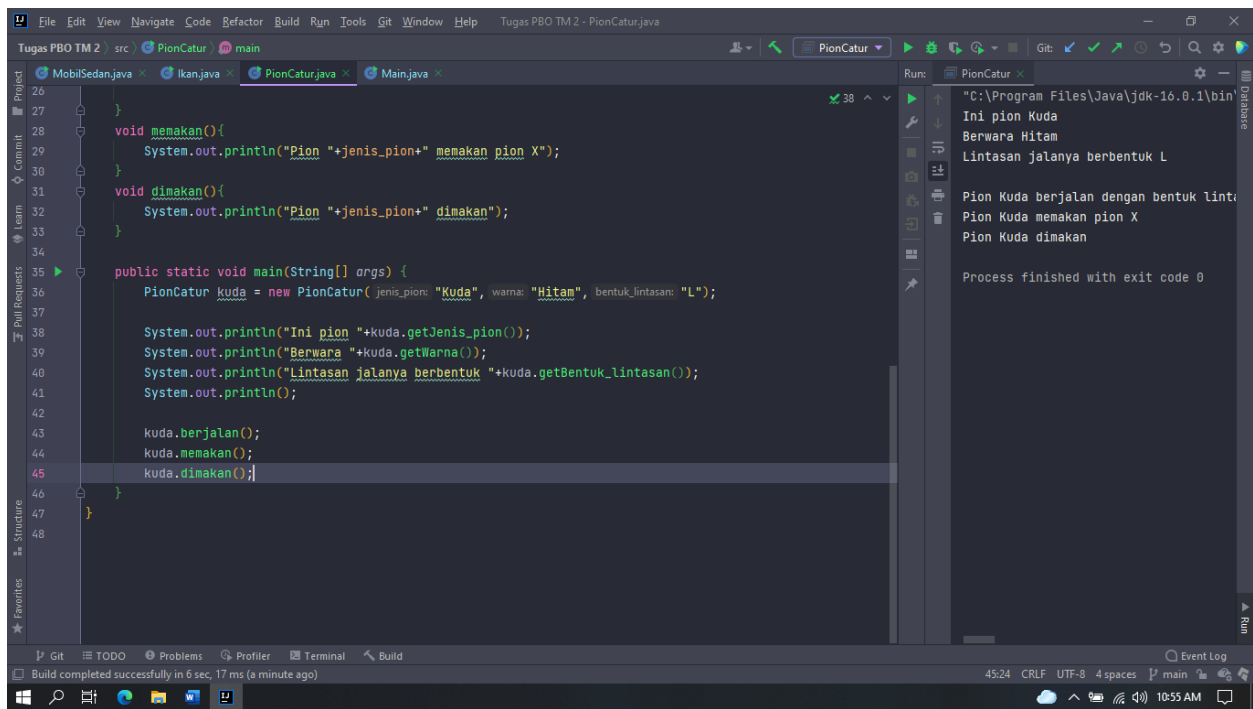 File Edit View Navigate Code Refactor Build Run Tools Git Window Help Tugas PBO TM 2 - PionCatur.java
Tugas PBO TM 2 src PionCatur main PionCatur Git:
MobilSedan.java Ikan.java PionCatur.java Main.java
Run: PionCatur
Project
Commit
Learn
Pull Requests
Structure
Favorites
38
26
27 }
28 void memakan(){
29 System.out.println("Pion "+jenis_pion+" memakan pion X");
30 }
31 void dimakan(){
32 System.out.println("Pion "+jenis_pion+" dimakan");
33 }
34
35 public static void main(String[] args) {
36 PionCatur kuda = new PionCatur( jenis_pion: "Kuda", warna: "Hitam", bentuk_lintasan: "L");
37
38 System.out.println("Ini pion "+kuda.getJenis_pion());
39 System.out.println("Berwara "+kuda.getWarna());
40 System.out.println("Lintasan jalanya berbentuk "+kuda.getBentuk_lintasan());
41 System.out.println();
42
43 kuda.berjalan();
44 kuda.memakan();
45 kuda.dimakan();
46 }
47 }
48
"C:\Program Files\Java\jdk-16.0.1\bin\
Ini pion Kuda
Berwara Hitam
Lintasan jalanya berbentuk L
Pion Kuda berjalan dengan bentuk linta
Pion Kuda memakan pion X
Pion Kuda dimakan
Process finished with exit code 0
Database
Run
Git TODO Problems Profiler Terminal Build Event Log
Build completed successfully in 6 sec, 17 ms (a minute ago) 45:24 CRLF UTF-8 4 spaces main
10:55 AM